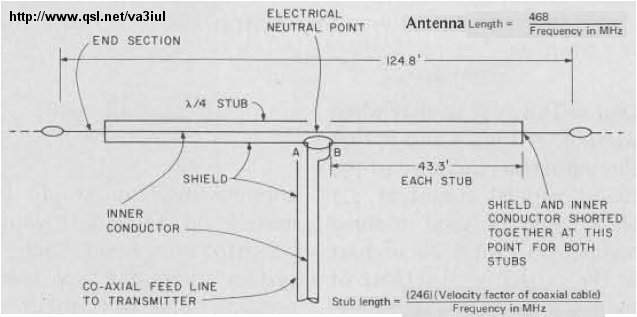 http://www.qsl.net/va3iul
ELECTRICAL
NEUTRAL POINT
Antenna Length = 468
Frequency in MHz
END SECTION
124.8'
λ/4 STUB
A
B
SHIELD
43.3'
EACH STUB
INNER
CONDUCTOR
SHIELD AND INNER
CONDUCTOR SHORTED
TOGETHER AT THIS
POINT FOR BOTH
STUBS
CO-AXIAL FEED LINE
TO TRANSMITTER
Stub length = (246)(Velocity factor of coaxial cable)
Frequency in MHz